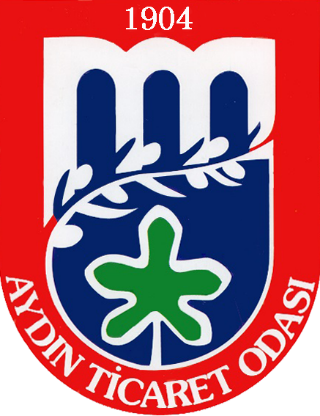 1904
AYDIN TİCARET ODASI